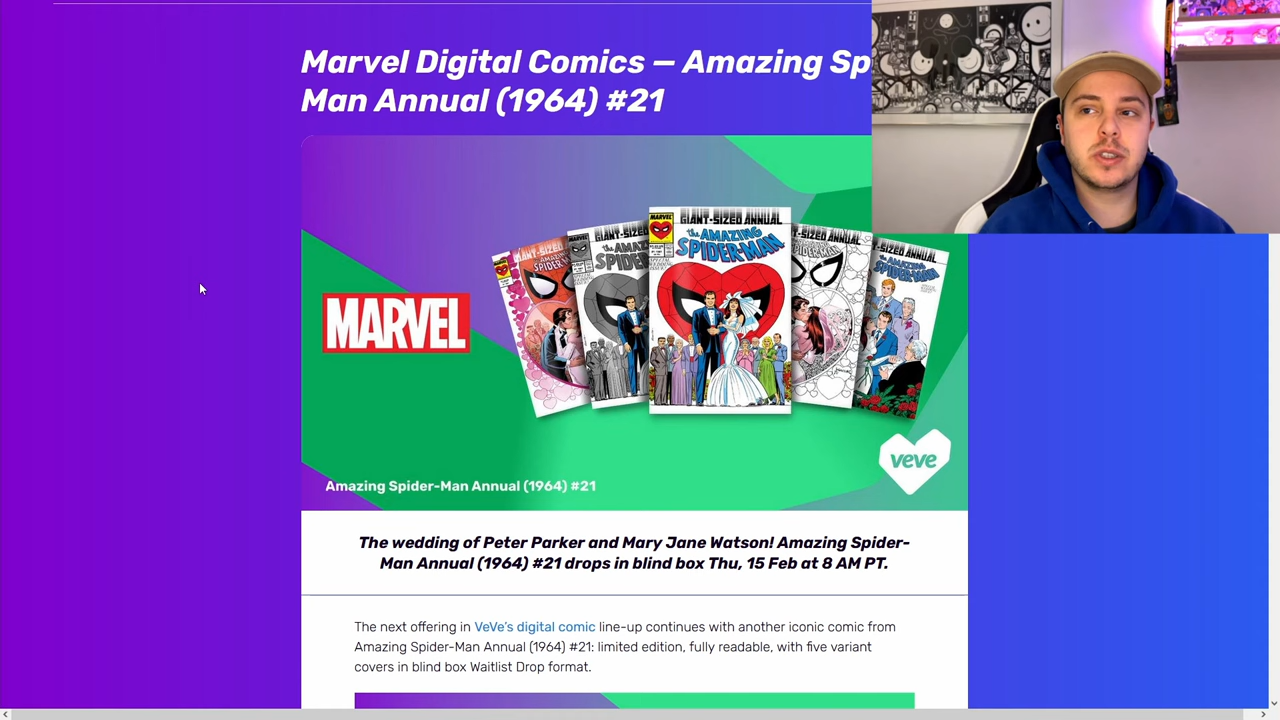 Marvel Digital Comics — Amazing Sp
Man Annual (1964) #21
MARVEL
GIANT-SIZED ANNUAL
the AMAZING
SPIDER-MAN
veve
Amazing Spider-Man Annual (1964) #21
The wedding of Peter Parker and Mary Jane Watson! Amazing Spider-
Man Annual (1964) #21 drops in blind box Thu, 15 Feb at 8 AM PT.
The next offering in VeVe's digital comic line-up continues with another iconic comic from
Amazing Spider-Man Annual (1964) #21: limited edition, fully readable, with five variant
covers in blind box Waitlist Drop format.